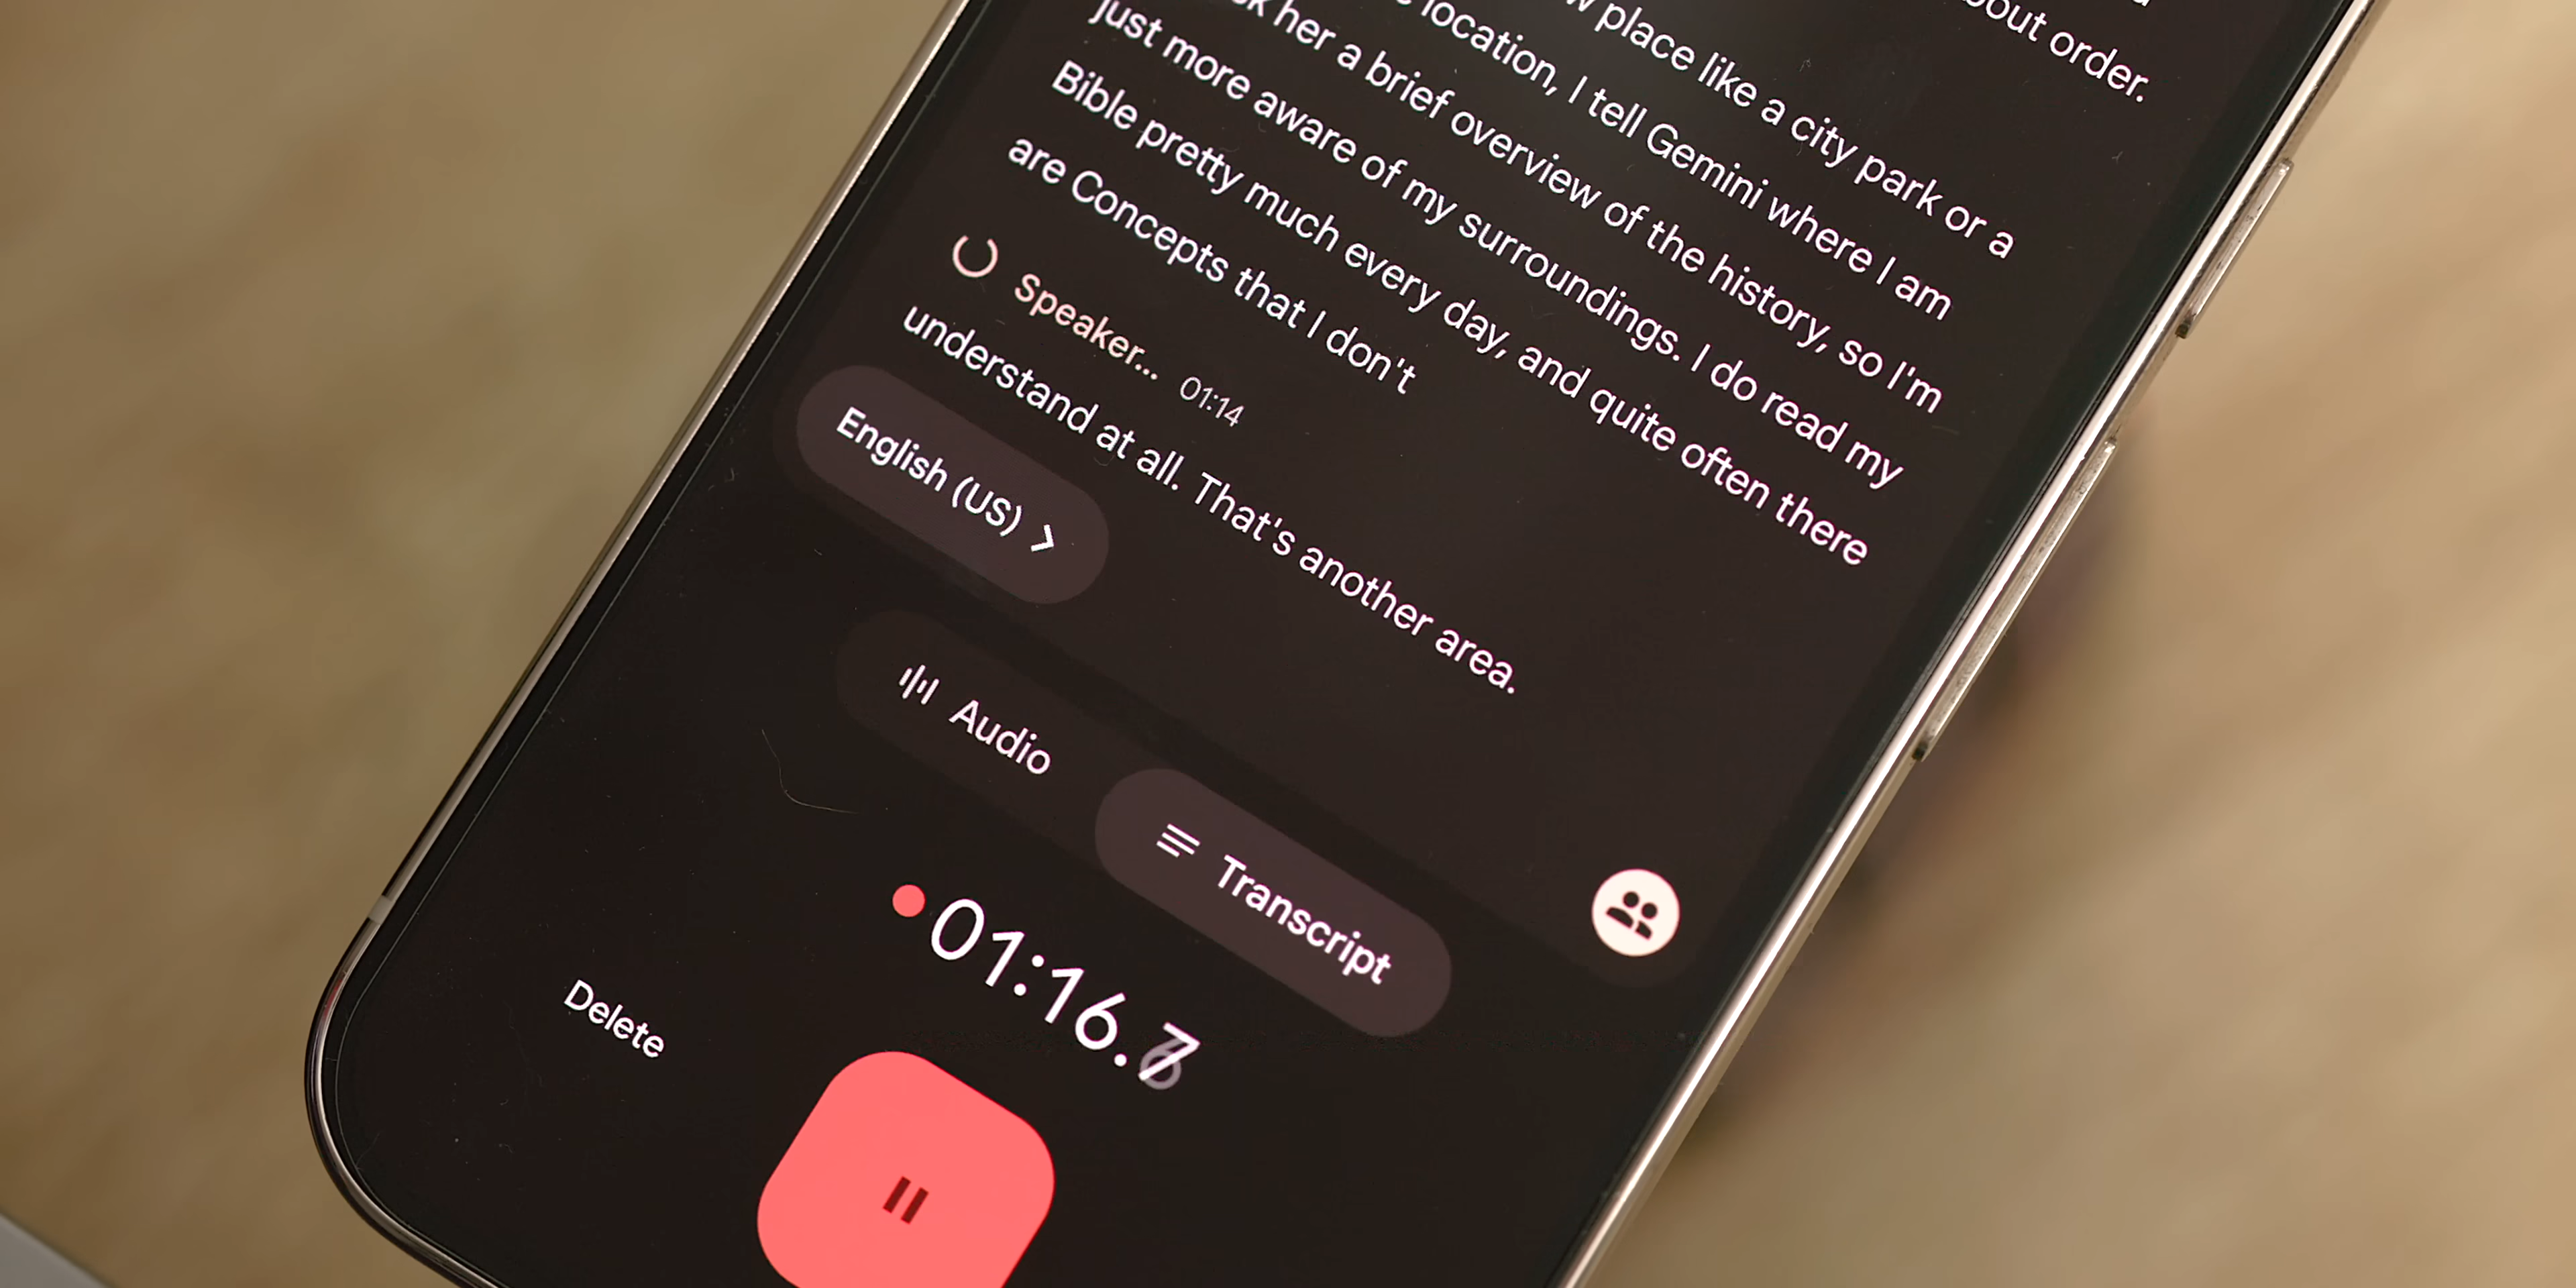 bout order.
place like a city park or a
location, I tell Gemini where I am
her a brief overview of the history, so I'm
just more aware of my surroundings. I do read my
Bible pretty much every day, and quite often there
are Concepts that I don't
Speaker... 01:14
understand at all. That's another area.
English (US)
Audio
Transcript
01:16.7
Delete